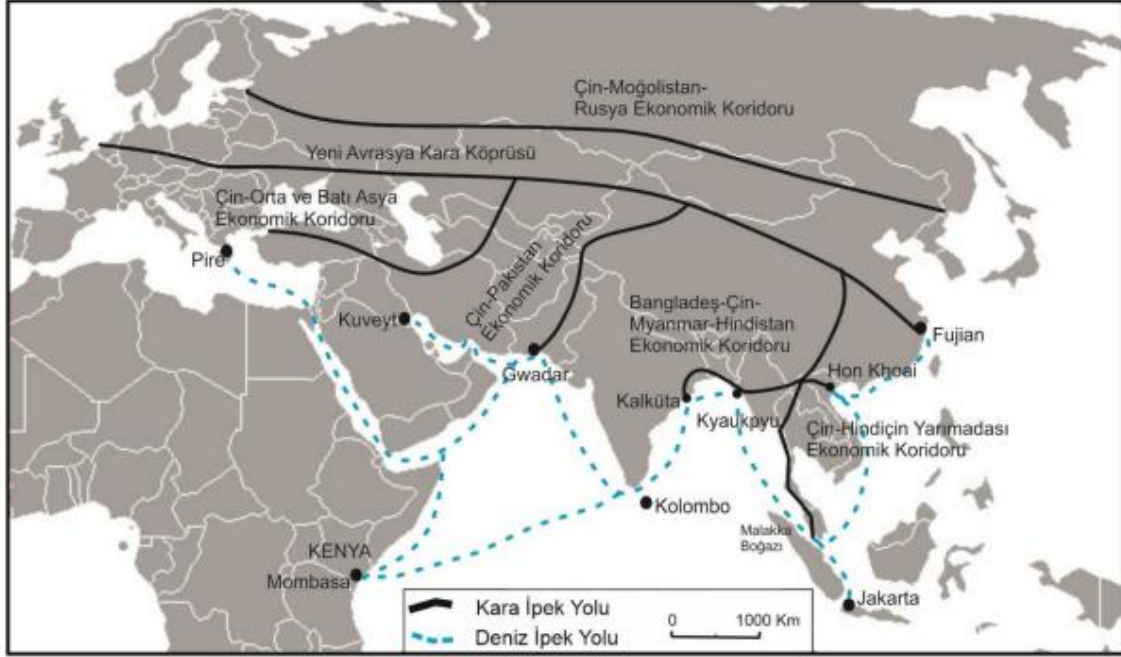 Çin-Moğolistan-
Rusya Ekonomik Koridoru
Yeni Avrasya Kara Köprüsü
Çin-Orta ve Batı Asya
Ekonomik Koridoru
Pire
Kuveyt
Çin-Pakistan
Ekonomik Koridoru
Gwadar
Bangladeş-Çin-
Myanmar-Hindistan
Ekonomik Koridoru
Fujian
Hon Khoai
Kalküta
Kyaukpyu
Çin-Hindiçin Yarımadası
Ekonomik Koridoru
Kolombo
Malakka
Boğazı
KENYA
Mombasa
Jakarta
Kara İpek Yolu
Deniz İpek Yolu
0 1000 Km